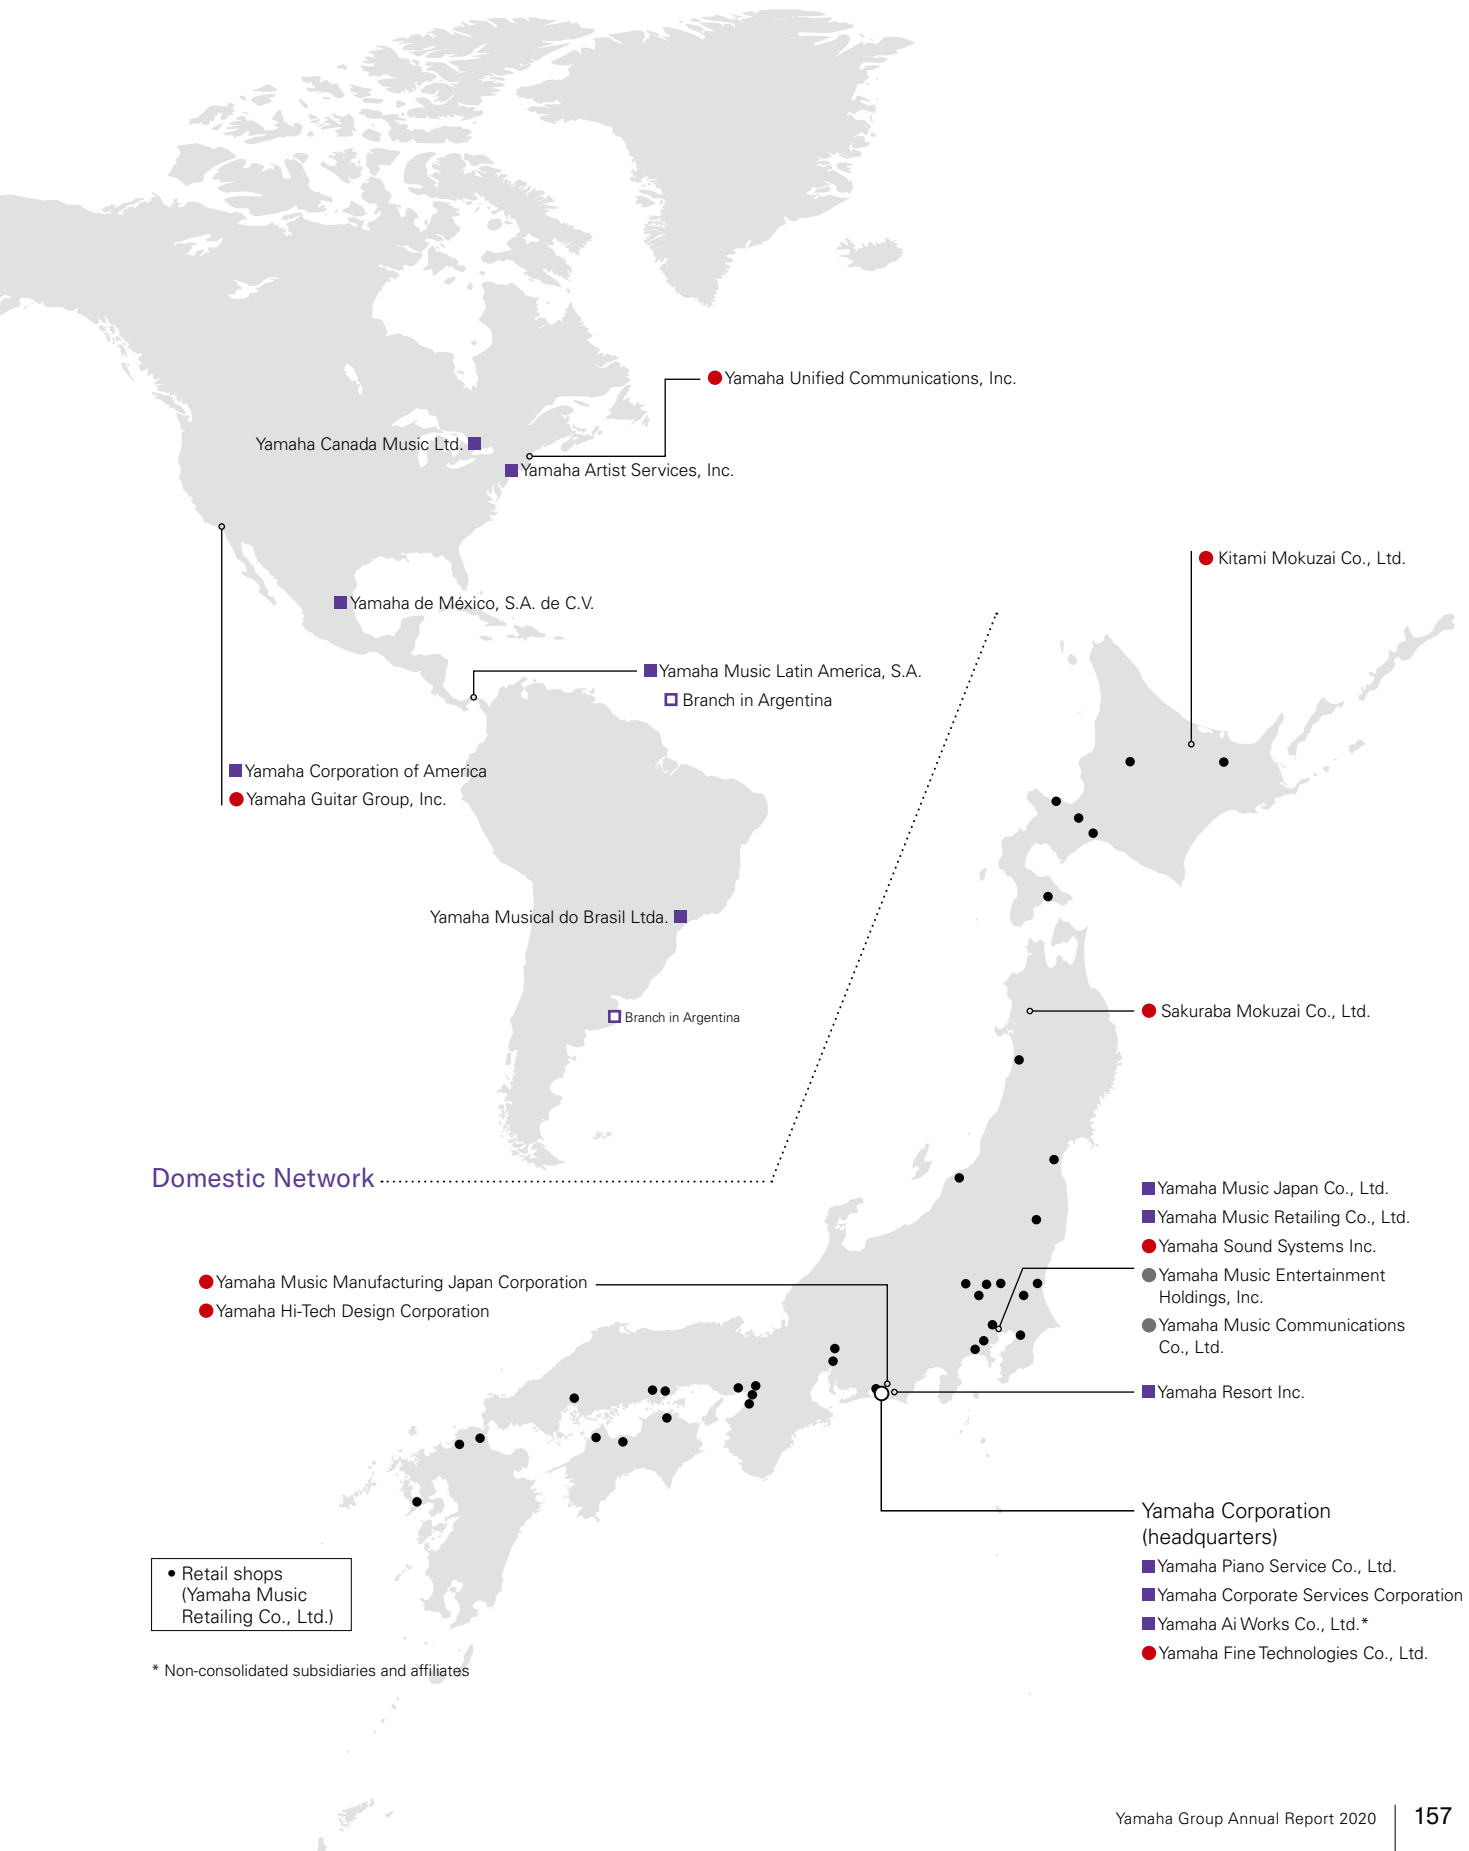 Yamaha Unified Communications, Inc.
Yamaha Canada Music Ltd.
Yamaha Artist Services, Inc.
Kitami Mokuzai Co., Ltd.
Yamaha de México, S.A. de C.V.
Yamaha Music Latin America, S.A.
Branch in Argentina
Yamaha Corporation of America
Yamaha Guitar Group, Inc.
Yamaha Musical do Brasil Ltda.
Branch in Argentina
Sakuraba Mokuzai Co., Ltd.
Domestic Network
Yamaha Music Japan Co., Ltd.
Yamaha Music Retailing Co., Ltd.
Yamaha Sound Systems Inc.
Yamaha Music Entertainment
Holdings, Inc.
Yamaha Music Communications
Co., Ltd.
Yamaha Music Manufacturing Japan Corporation
Yamaha Hi-Tech Design Corporation
Yamaha Resort Inc.
Yamaha Corporation
(headquarters)
Yamaha Piano Service Co., Ltd.
Yamaha Corporate Services Corporation
Yamaha Ai Works Co., Ltd.*
Yamaha Fine Technologies Co., Ltd.
• Retail shops
(Yamaha Music
Retailing Co., Ltd.)
* Non-consolidated subsidiaries and affiliates
Yamaha Group Annual Report 2020
157